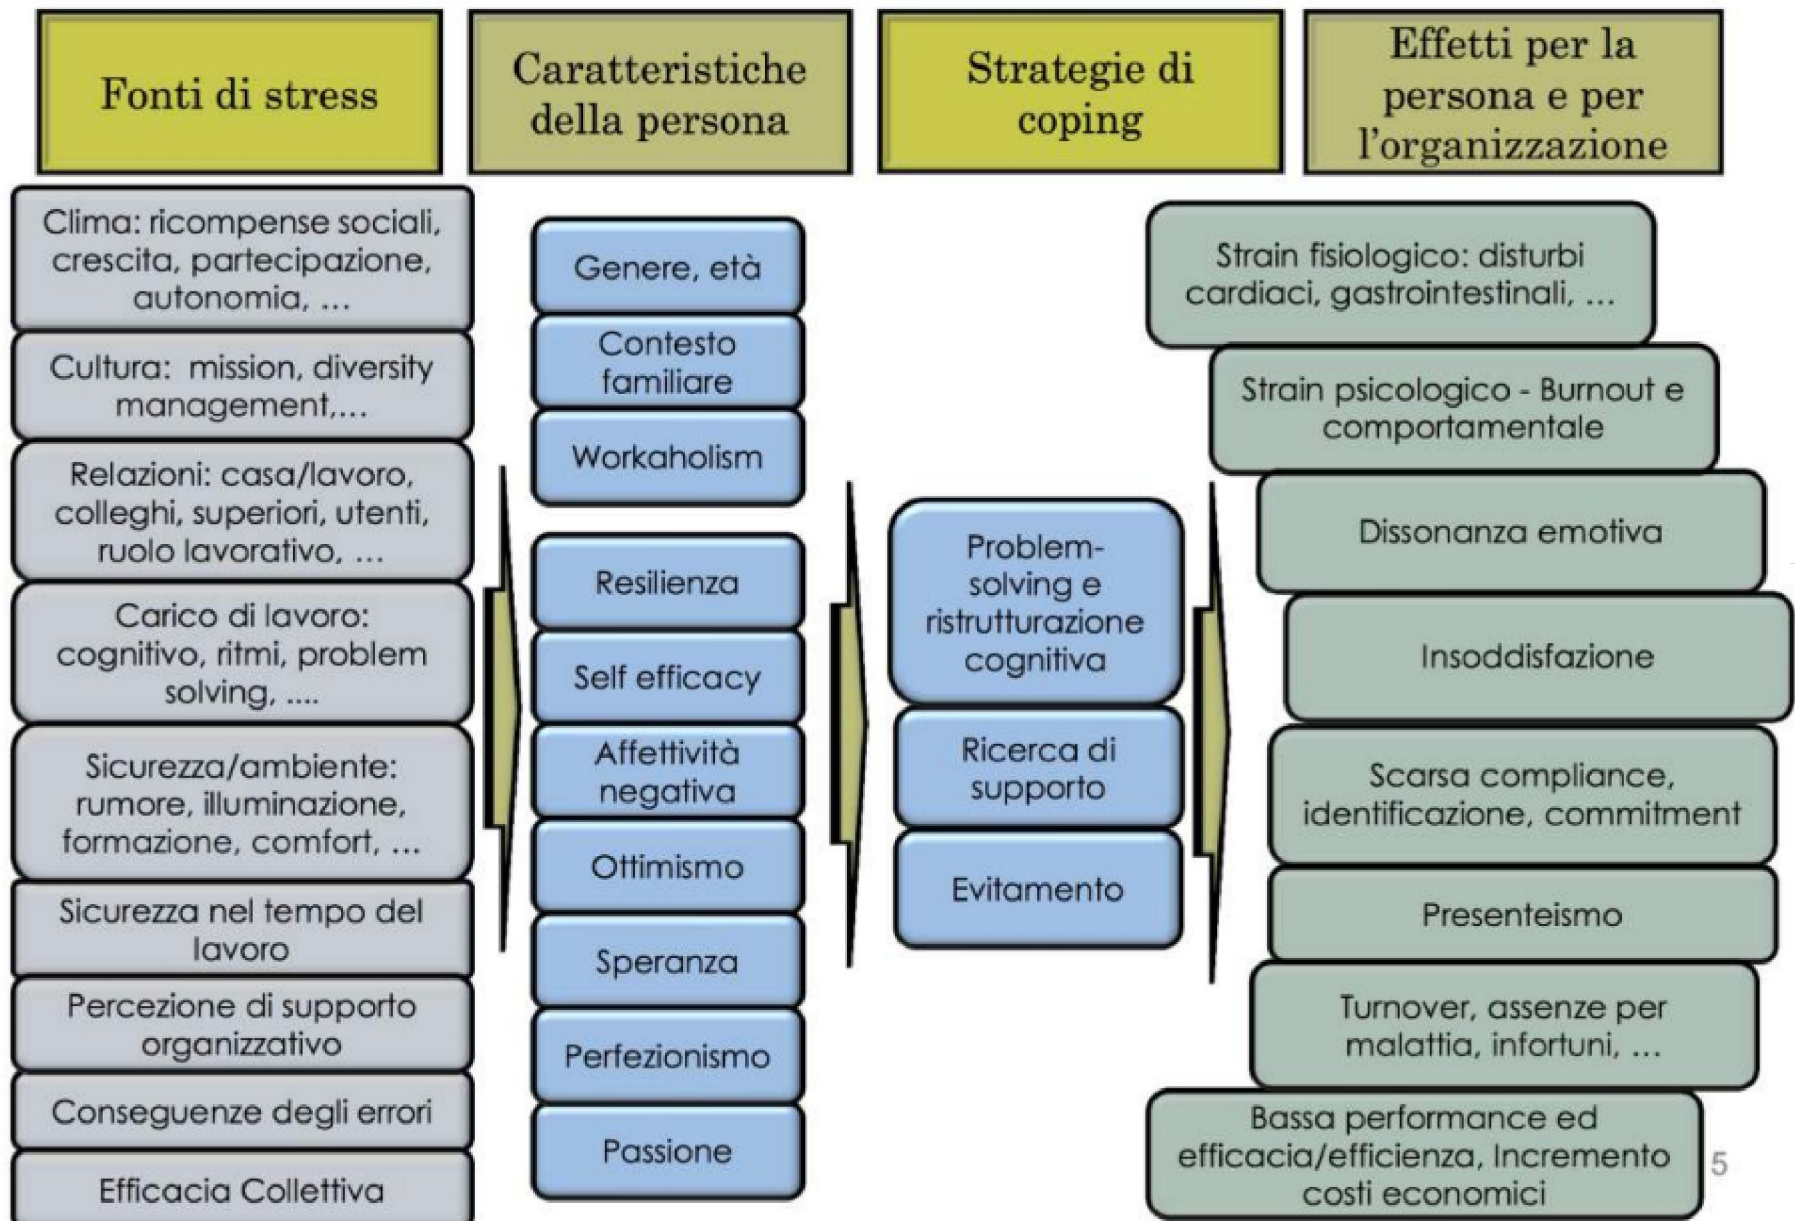 Fonti di stress
Caratteristiche
della persona
Strategie di
coping
Effetti per la
persona e per
l'organizzazione
Clima: ricompense sociali,
crescita, partecipazione,
autonomia, ...
Cultura:  mission, diversity
management,...
Relazioni: casa/lavoro,
colleghi, superiori, utenti,
ruolo lavorativo, ...
Carico di lavoro:
cognitivo, ritmi, problem
solving, ....
Sicurezza/ambiente:
rumore, illuminazione,
formazione, comfort, ...
Sicurezza nel tempo del
lavoro
Percezione di supporto
organizzativo
Conseguenze degli errori
Efficacia Collettiva
Genere, età
Contesto
familiare
Workaholism
Resilienza
Self efficacy
Affettività
negativa
Ottimismo
Speranza
Perfezionismo
Passione
Problem-
solving e
ristrutturazione
cognitiva
Ricerca di
supporto
Evitamento
Strain fisiologico: disturbi
cardiaci, gastrointestinali, ...
Strain psicologico - Burnout e
comportamentale
Dissonanza emotiva
Insoddisfazione
Scarsa compliance,
identificazione, commitment
Presenteismo
Turnover, assenze per
malattia, infortuni, ...
Bassa performance ed
efficacia/efficienza, Incremento
costi economici
5